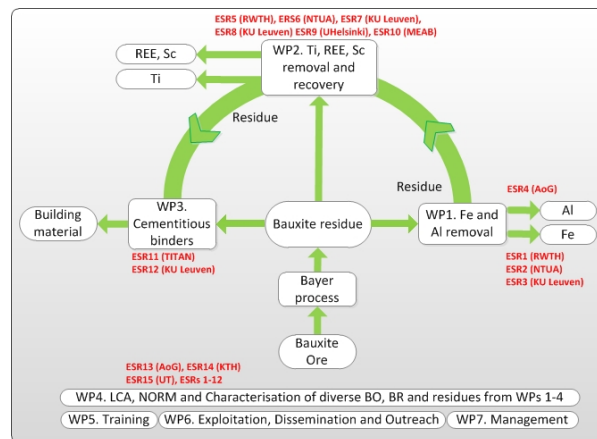 ESR5 (RWTH), ERS6 (NTUA), ESR7 (KU Leuven),
ESR8 (KU Leuven) ESR9 (UHelsinki), ESR10 (MEAB)
REE, Sc
Ti
WP2. Ti, REE, Sc
removal and
recovery
Residue
Residue
ESR4 (AoG)
Building
material
WP3.
Cementitious
binders
Bauxite residue
WP1. Fe and
Al removal
Al
Fe
ESR11 (TITAN)
ESR12 (KU Leuven)
ESR1 (RWTH)
ESR2 (NTUA)
ESR3 (KU Leuven)
Bayer
process
Bauxite
Ore
ESR13 (AoG), ESR14 (KTH)
ESR15 (UT), ESRs 1-12
WP4. LCA, NORM and Characterisation of diverse BO, BR and residues from WPs 1-4
WP5. Training
WP6. Exploitation, Dissemination and Outreach
WP7. Management